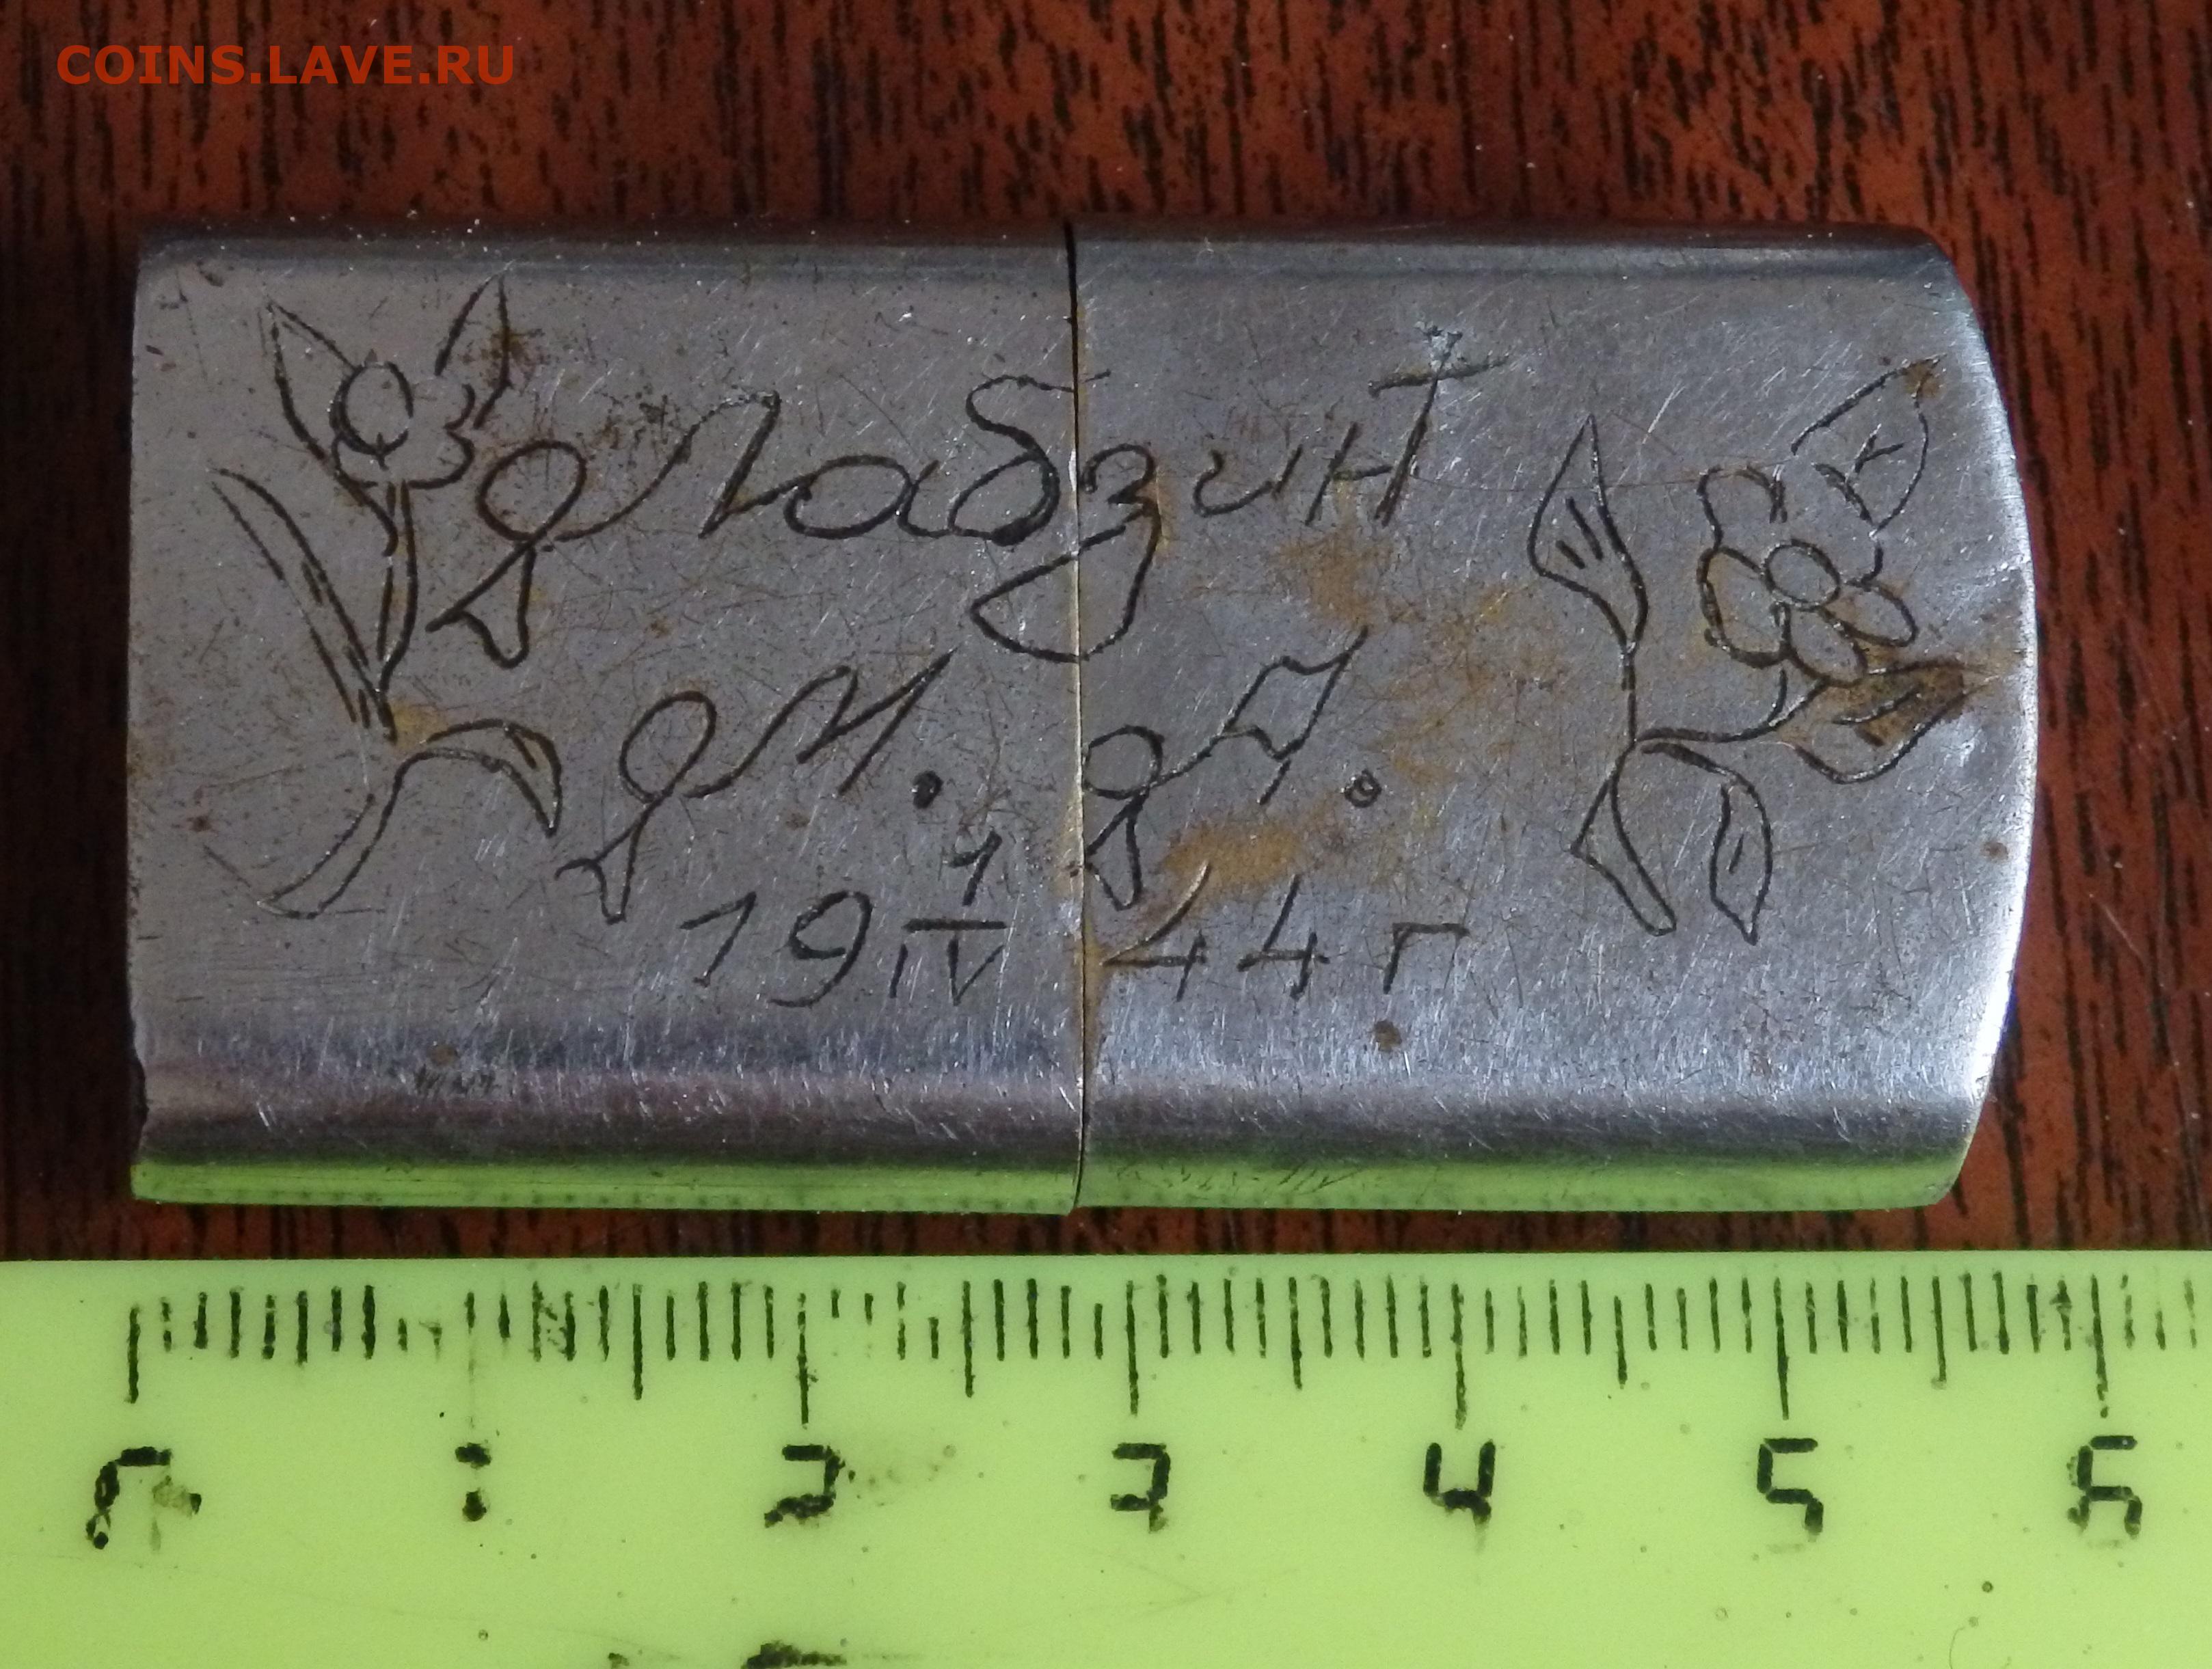 COINS.LAVE.RU
Лабзин
М. Я.
1
19 IV 44 г
1 2 3 4 5 6